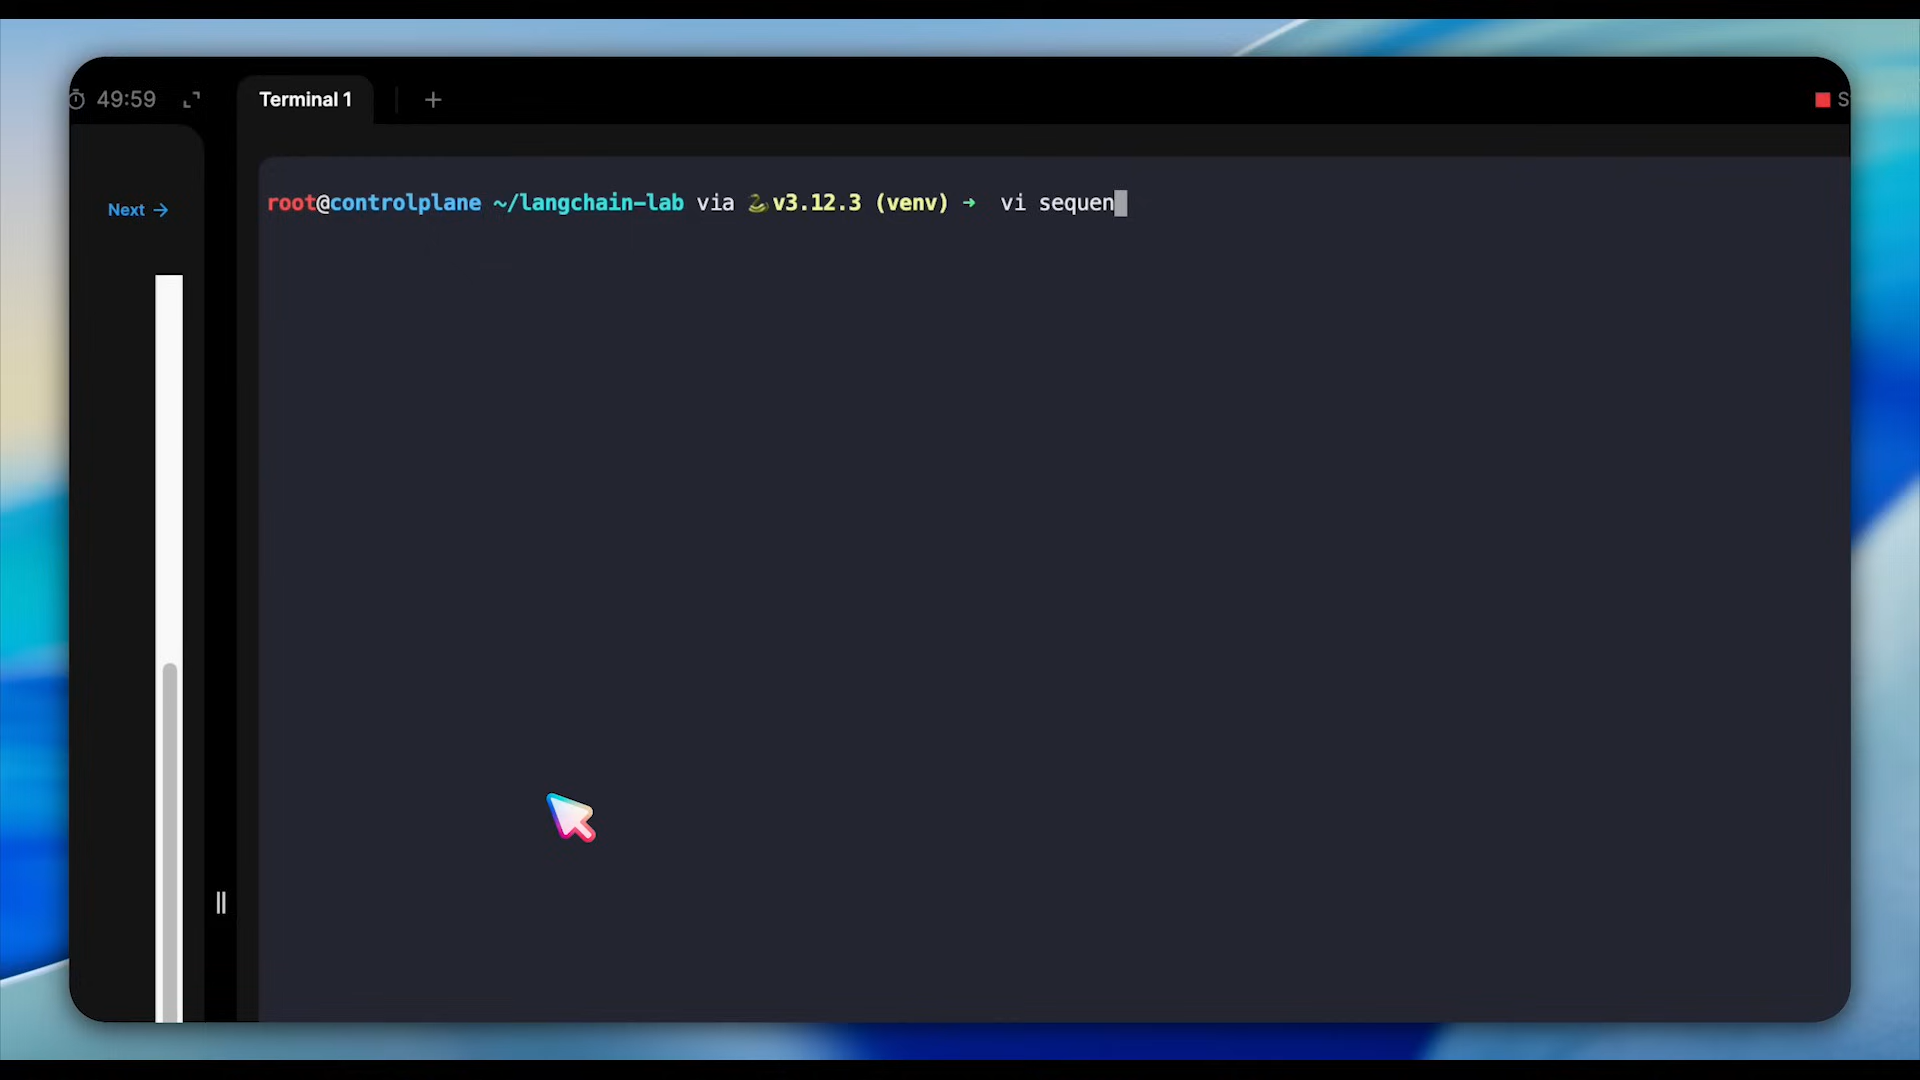 49:59
Terminal 1
+
S
Next →
root@controlplane ~/langchain-lab via 🐍v3.12.3 (venv) ➜ vi sequen